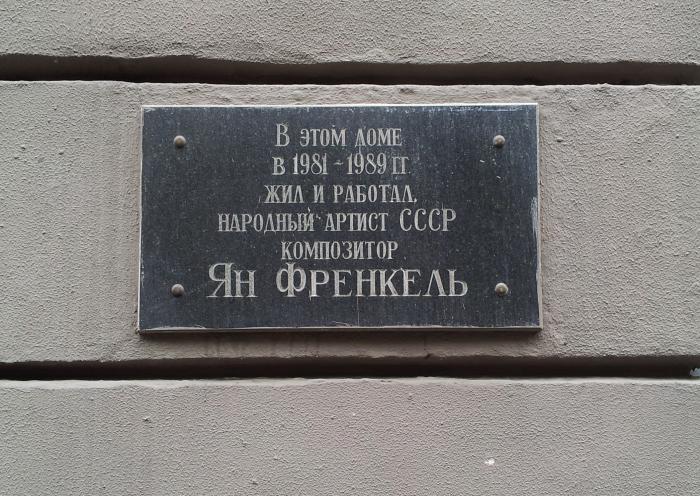 В этом доме
в 1981-1989 гг.
жил и работал
народный артист СССР
композитор
Ян Френкель